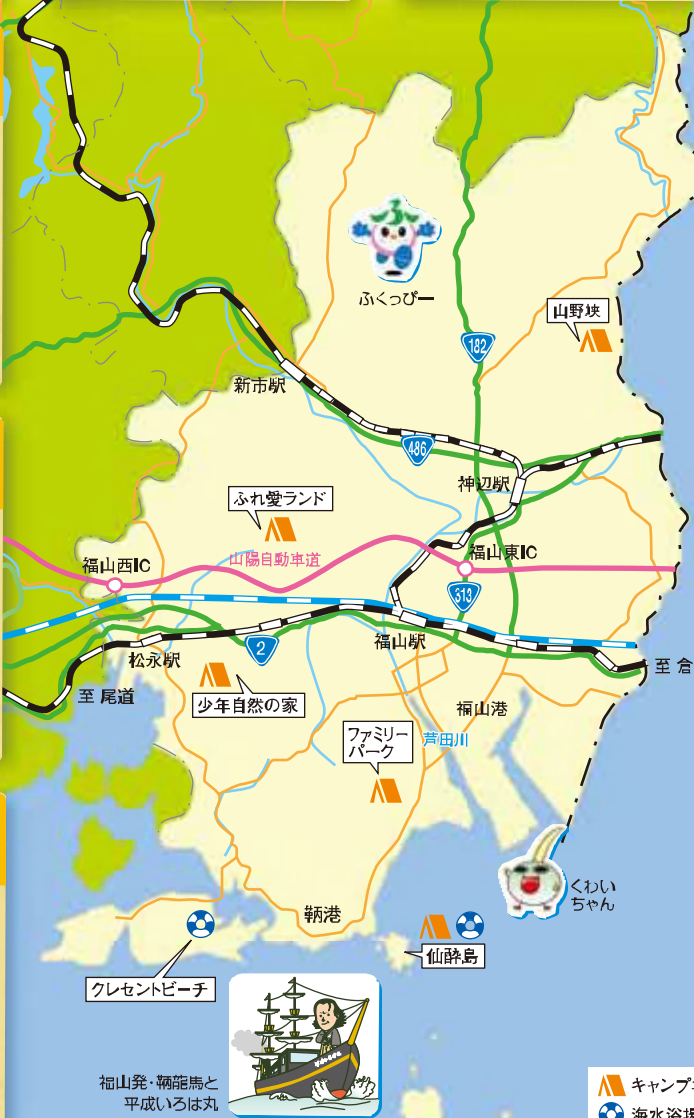 ふくっぴー
山野峡
182
新市駅
486
神辺駅
ふれ愛ランド
山陽自動車道
福山西IC
福山東IC
313
福山駅
2
松永駅
至 尾道
至 倉
少年自然の家
福山港
ファミリー
パーク
芦田川
くわい
ちゃん
鞆港
仙酔島
クレセントビーチ
福山発・鞆龍馬と
平成いろは丸
キャンプ
海水浴場